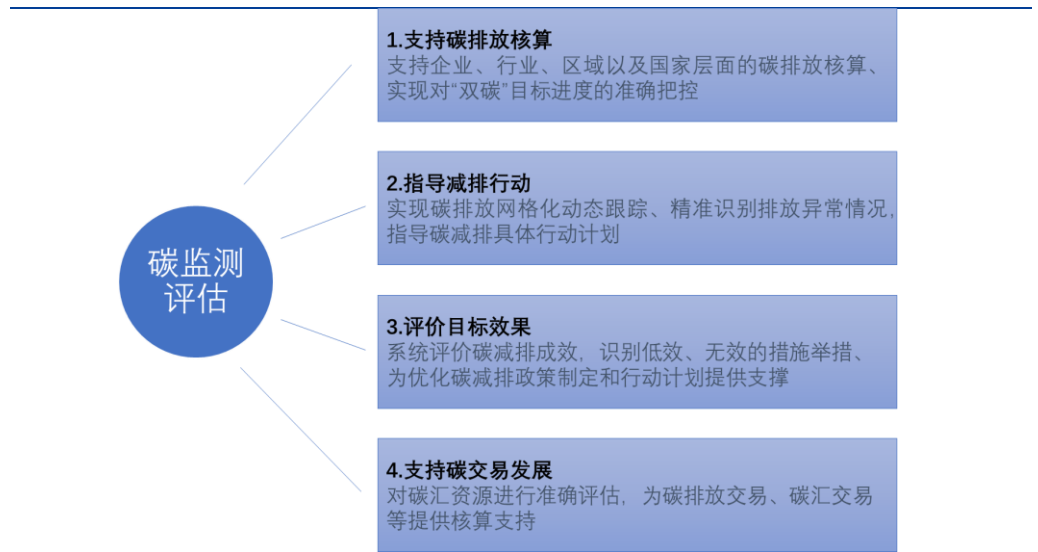 碳监测
评估
1.支持碳排放核算
支持企业、行业、区域以及国家层面的碳排放核算、
实现对“双碳”目标进度的准确把控
2.指导减排行动
实现碳排放网格化动态跟踪、精准识别排放异常情况,
指导碳减排具体行动计划
3.评价目标效果
系统评价碳减排成效,识别低效、无效的措施举措、
为优化碳减排政策制定和行动计划提供支撑
4.支持碳交易发展
对碳汇资源进行准确评估,为碳排放交易、碳汇交易
等提供核算支持